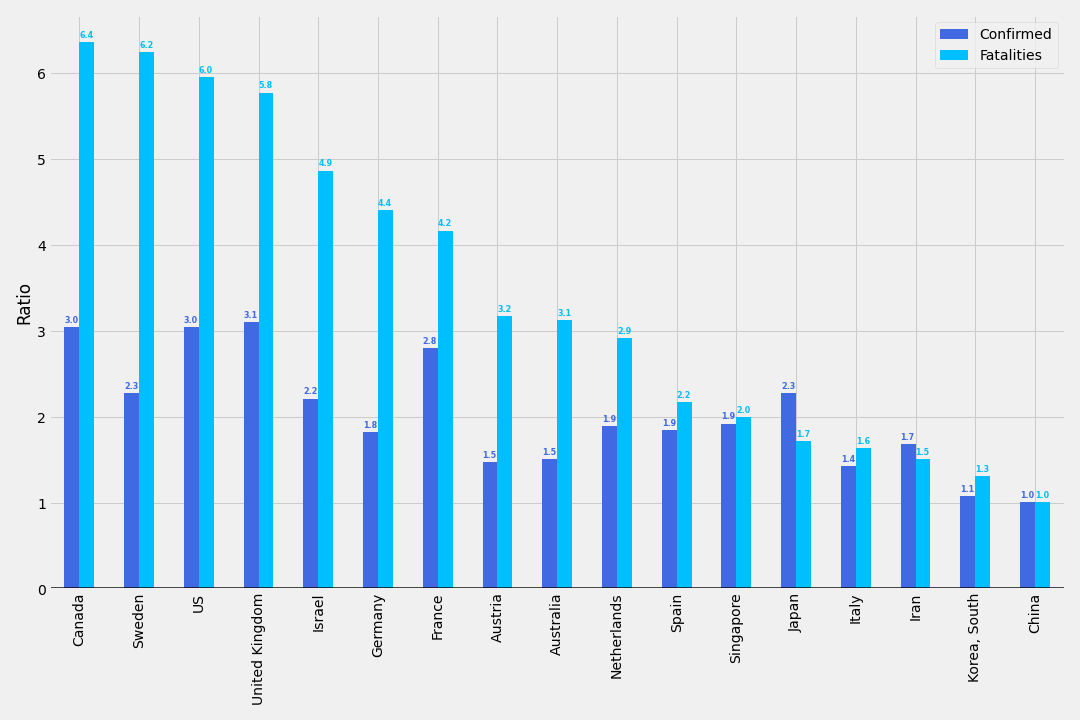 Confirmed
Fatalities
Ratio
6
5
4
3
2
1
0
3.0 6.4
2.3 6.2
3.0 6.0
3.1 5.8
2.2 4.9
1.8 4.4
2.8 4.2
1.5 3.2
1.5 3.1
1.9 2.9
1.9 2.2
1.9 2.0
2.3 1.7
1.4 1.6
1.7 1.5
1.1 1.3
1.0 1.0
Canada
Sweden
US
United Kingdom
Israel
Germany
France
Austria
Australia
Netherlands
Spain
Singapore
Japan
Italy
Iran
Korea, South
China